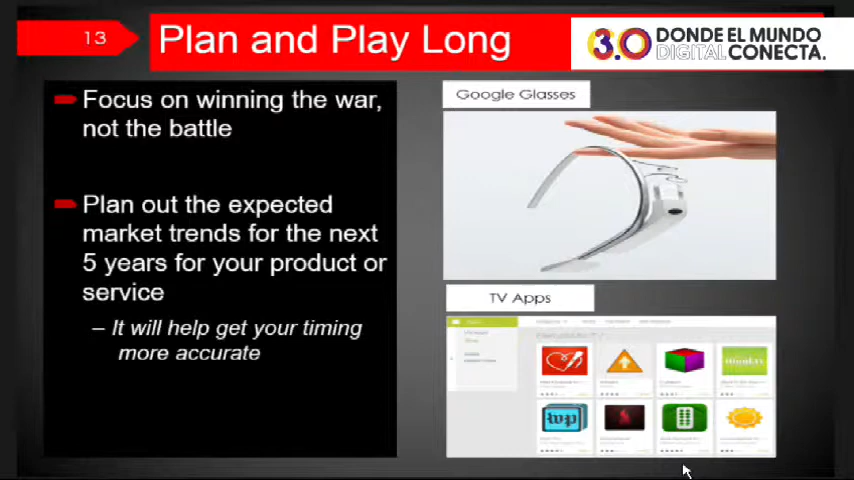 13
Plan and Play Long
3.0 DONDE EL MUNDO
DIGITAL CONECTA.
Focus on winning the war,
not the battle
Plan out the expected
market trends for the next
5 years for your product or
service
– It will help get your timing
more accurate
Google Glasses
TV Apps
wp